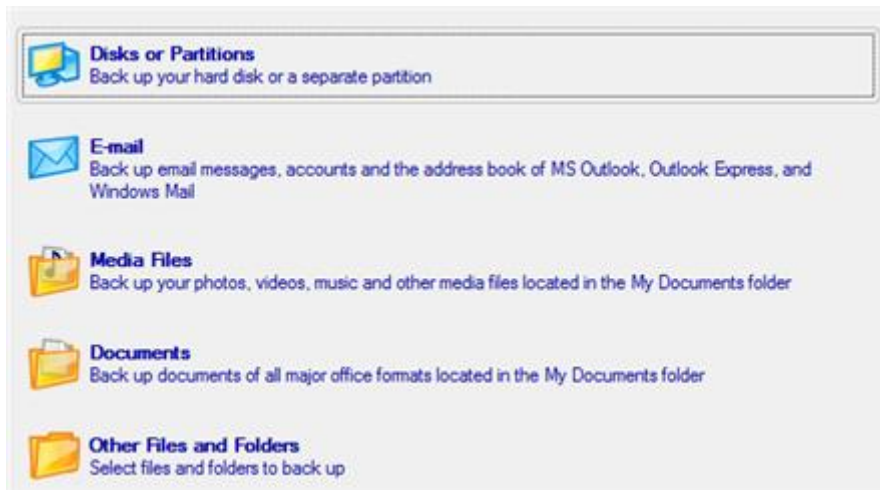 Disks or Partitions
Back up your hard disk or a separate partition
E-mail
Back up email messages, accounts and the address book of MS Outlook, Outlook Express, and
Windows Mail
Media Files
Back up your photos, videos, music and other media files located in the My Documents folder
Documents
Back up documents of all major office formats located in the My Documents folder
Other Files and Folders
Select files and folders to back up